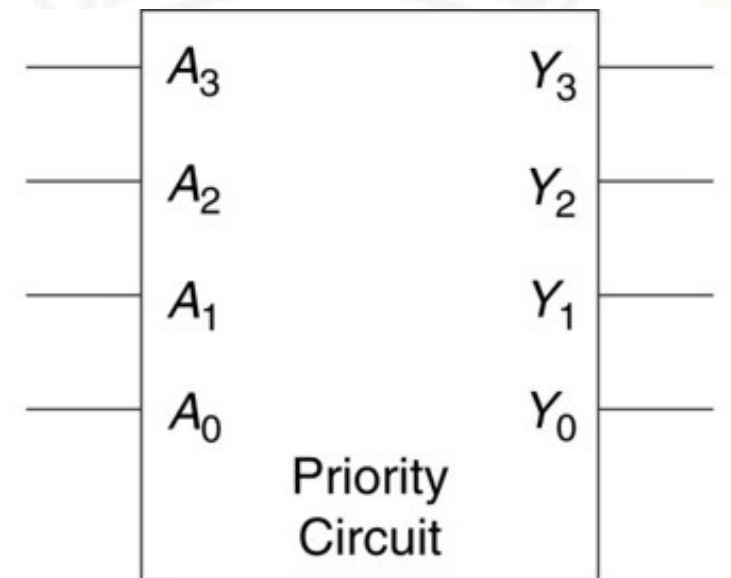 A3 Y3
A2 Y2
A1 Y1
A0 Y0
Priority
Circuit